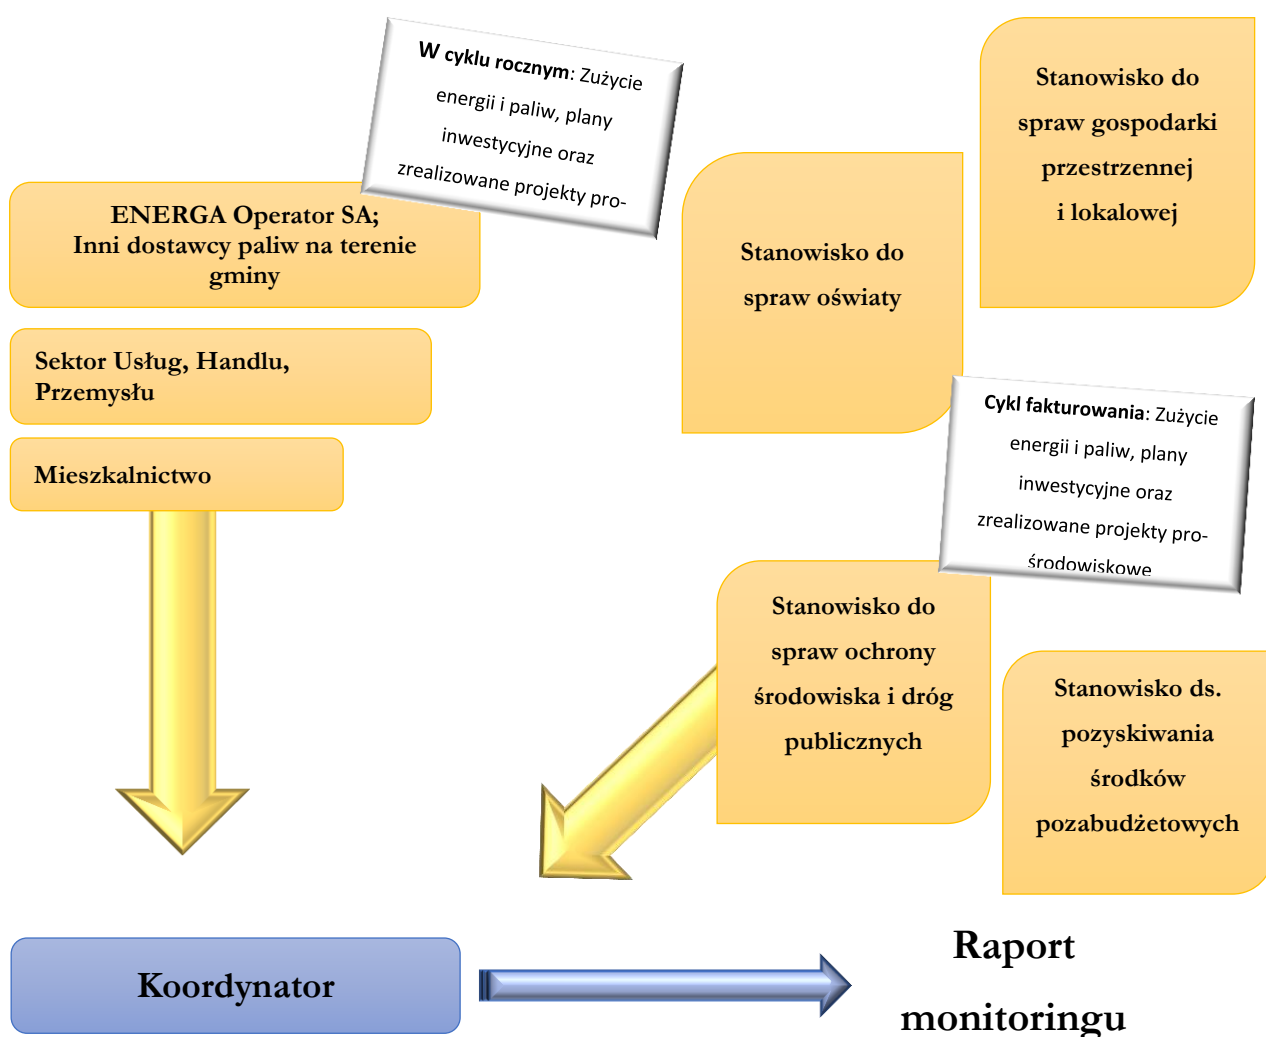 W cyklu rocznym: Zużycie
energii i paliw, plany
inwestycyjne oraz
zrealizowane projekty pro-
ENERGA Operator SA;
Inni dostawcy paliw na terenie
gminy
Sektor Usług, Handlu,
Przemysłu
Mieszkalnictwo
Stanowisko do
spraw gospodarki
przestrzennej
i lokalowej
Stanowisko do
spraw oświaty
Cykl fakturowania: Zużycie
energii i paliw, plany
inwestycyjne oraz
zrealizowane projekty pro-
środowiskowe
Stanowisko do
spraw ochrony
środowiska i dróg
publicznych
Stanowisko ds.
pozyskiwania
środków
pozabudżetowych
Koordynator
Raport
monitoringu